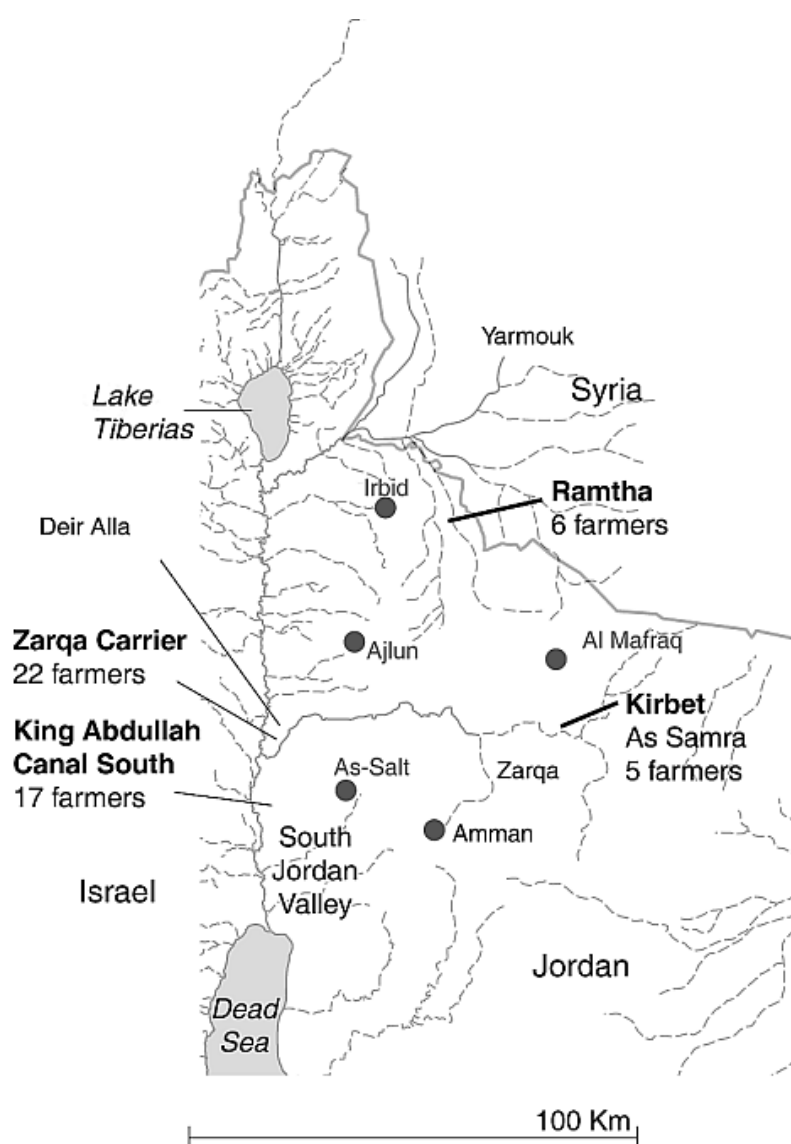 Yarmouk
Syria
Lake
Tiberias
Irbid
Ramtha
6 farmers
Deir Alla
Zarqa Carrier
22 farmers
Ajlun
Al Mafraq
King Abdullah
Canal South
17 farmers
Kirbet
As Samra
5 farmers
As-Salt
Zarqa
Amman
South
Jordan
Valley
Israel
Jordan
Dead
Sea
100 Km